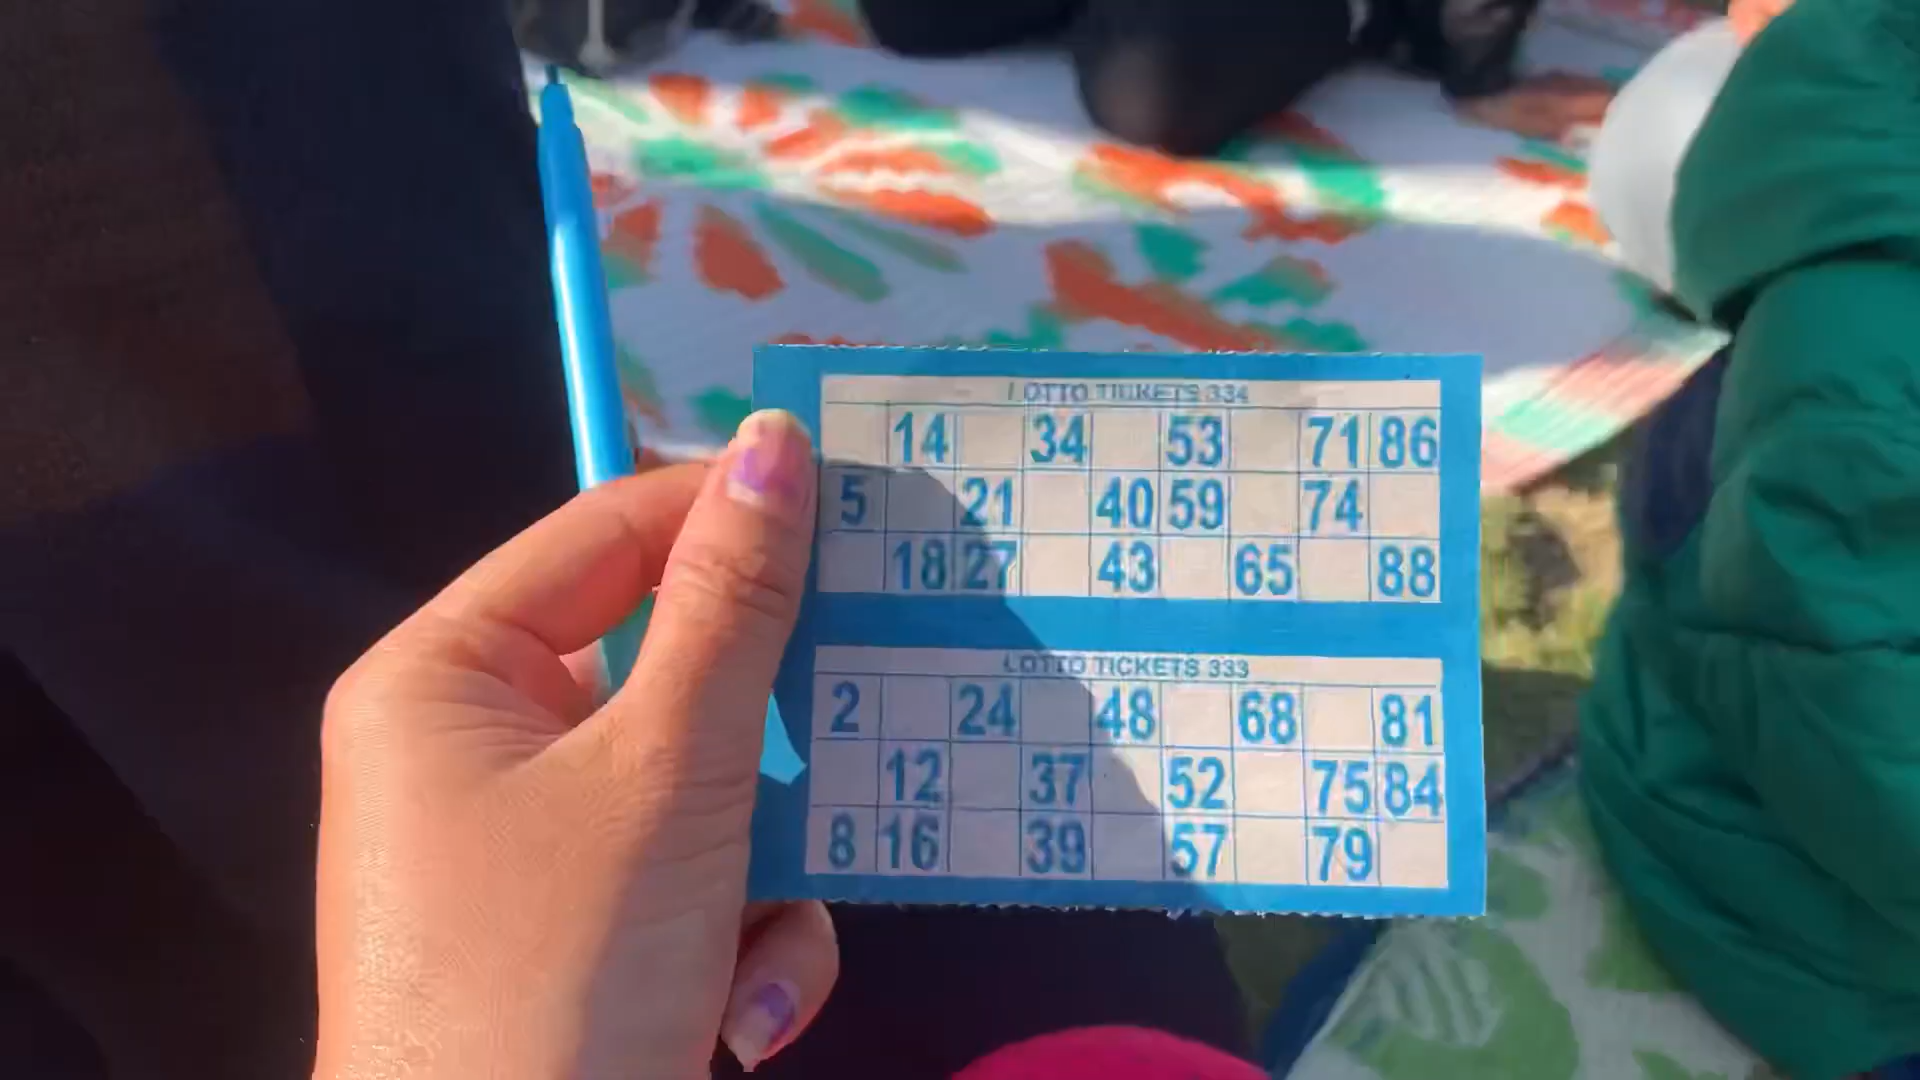 LOTTO TICKETS 334
14 34 53 71 86
5 21 40 59 74
18 27 43 65 88
LOTTO TICKETS 333
2 24 48 68 81
12 37 52 75 84
8 16 39 57 79